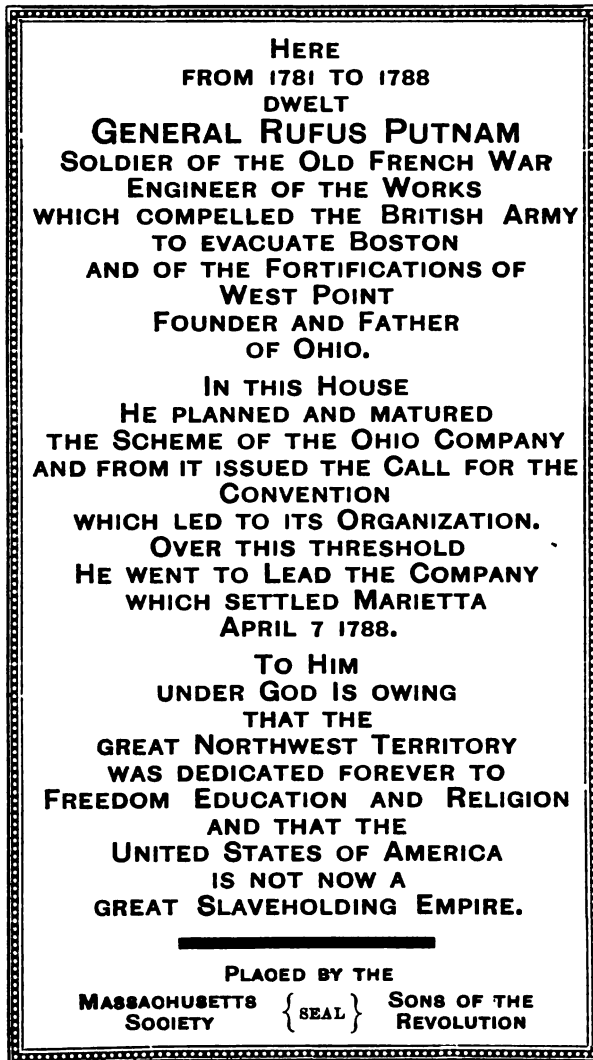 HERE
FROM 1781 TO 1788
DWELT
GENERAL RUFUS PUTNAM
SOLDIER OF THE OLD FRENCH WAR
ENGINEER OF THE WORKS
WHICH COMPELLED THE BRITISH ARMY
TO EVACUATE BOSTON
AND OF THE FORTIFICATIONS OF
WEST POINT
FOUNDER AND FATHER
OF OHIO.
IN THIS HOUSE
HE PLANNED AND MATURED
THE SCHEME OF THE OHIO COMPANY
AND FROM IT ISSUED THE CALL FOR THE
CONVENTION
WHICH LED TO ITS ORGANIZATION.
OVER THIS THRESHOLD
HE WENT TO LEAD THE COMPANY
WHICH SETTLED MARIETTA
APRIL 7 1788.
TO HIM
UNDER GOD IS OWING
THAT THE
GREAT NORTHWEST TERRITORY
WAS DEDICATED FOREVER TO
FREEDOM EDUCATION AND RELIGION
AND THAT THE
UNITED STATES OF AMERICA
IS NOT NOW A
GREAT SLAVEHOLDING EMPIRE.
PLACED BY THE
MASSACHUSETTS SOCIETY {SEAL} SONS OF THE REVOLUTION